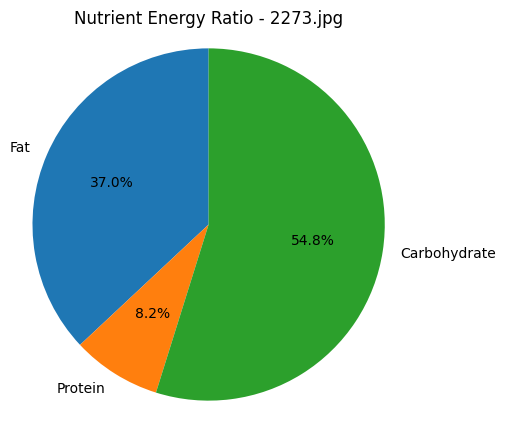 Nutrient Energy Ratio - 2273.jpg
Fat
37.0%
54.8%
Carbohydrate
8.2%
Protein